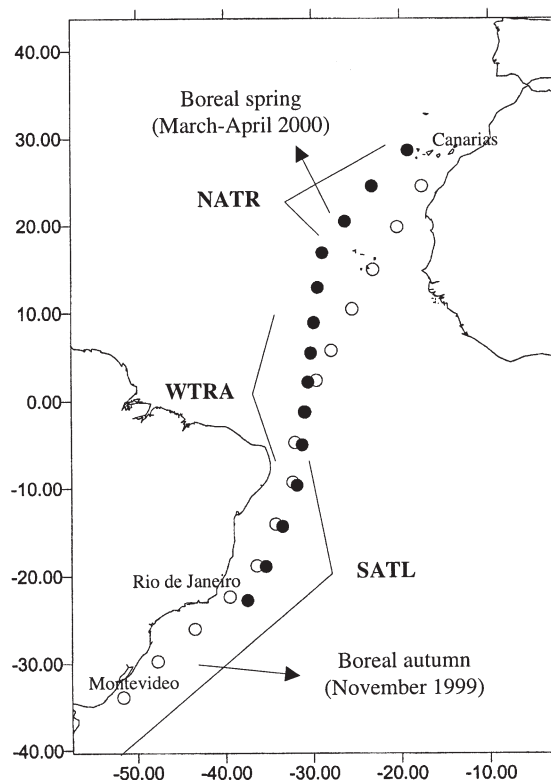 40.00
Boreal spring
(March-April 2000)
30.00
Canarias
NATR
20.00
10.00
WTRA
0.00
-10.00
SATL
-20.00
Rio de Janeiro
Boreal autumn
(November 1999)
-30.00
Montevideo
-40.00
-50.00 -40.00 -30.00 -20.00 -10.00